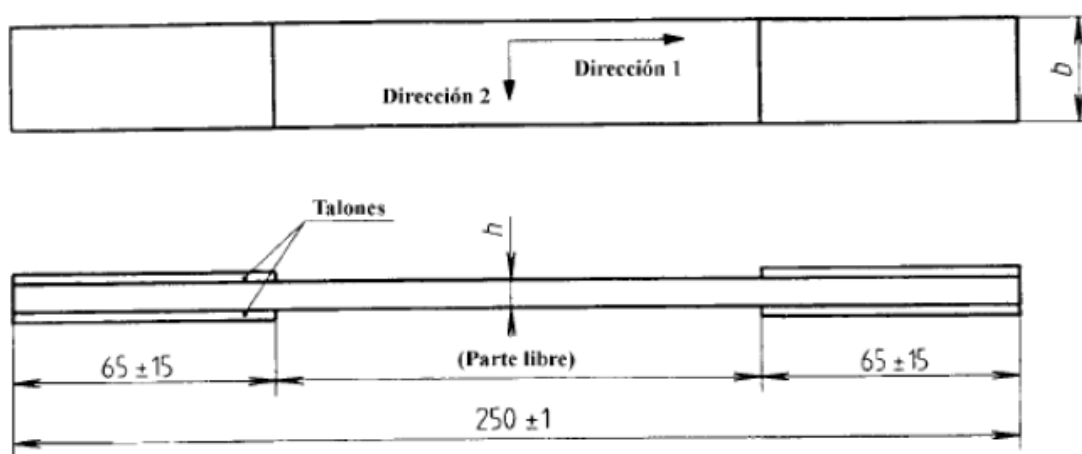 Dirección 1
Dirección 2
b
Talones
h
65 ±15
(Parte libre)
65 ±15
250 ±1